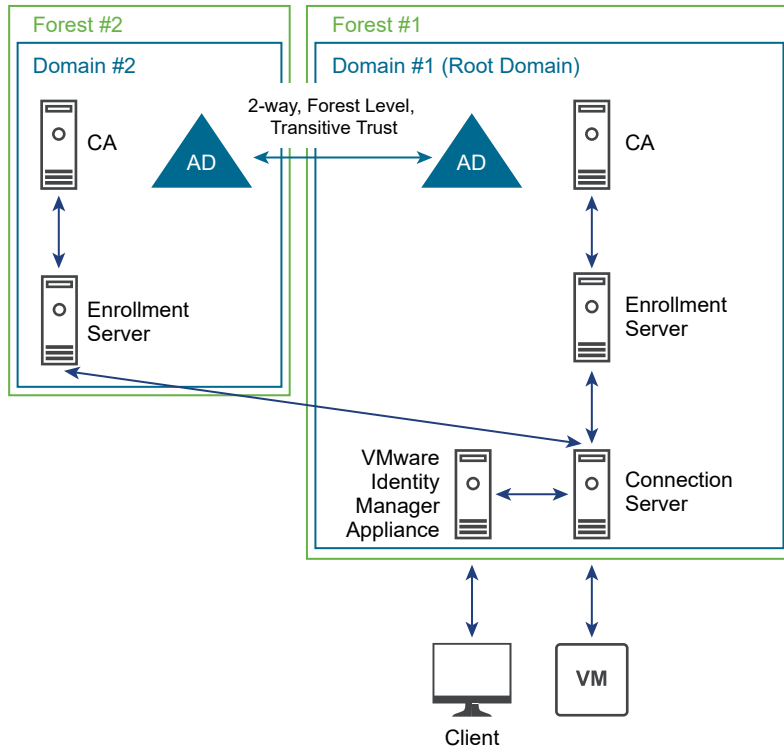 Forest #2
Forest #1
Domain #2
Domain #1 (Root Domain)
2-way, Forest Level,
Transitive Trust
CA
AD
AD
CA
Enrollment
Server
Enrollment
Server
VMware
Identity
Manager
Appliance
Connection
Server
Client
VM